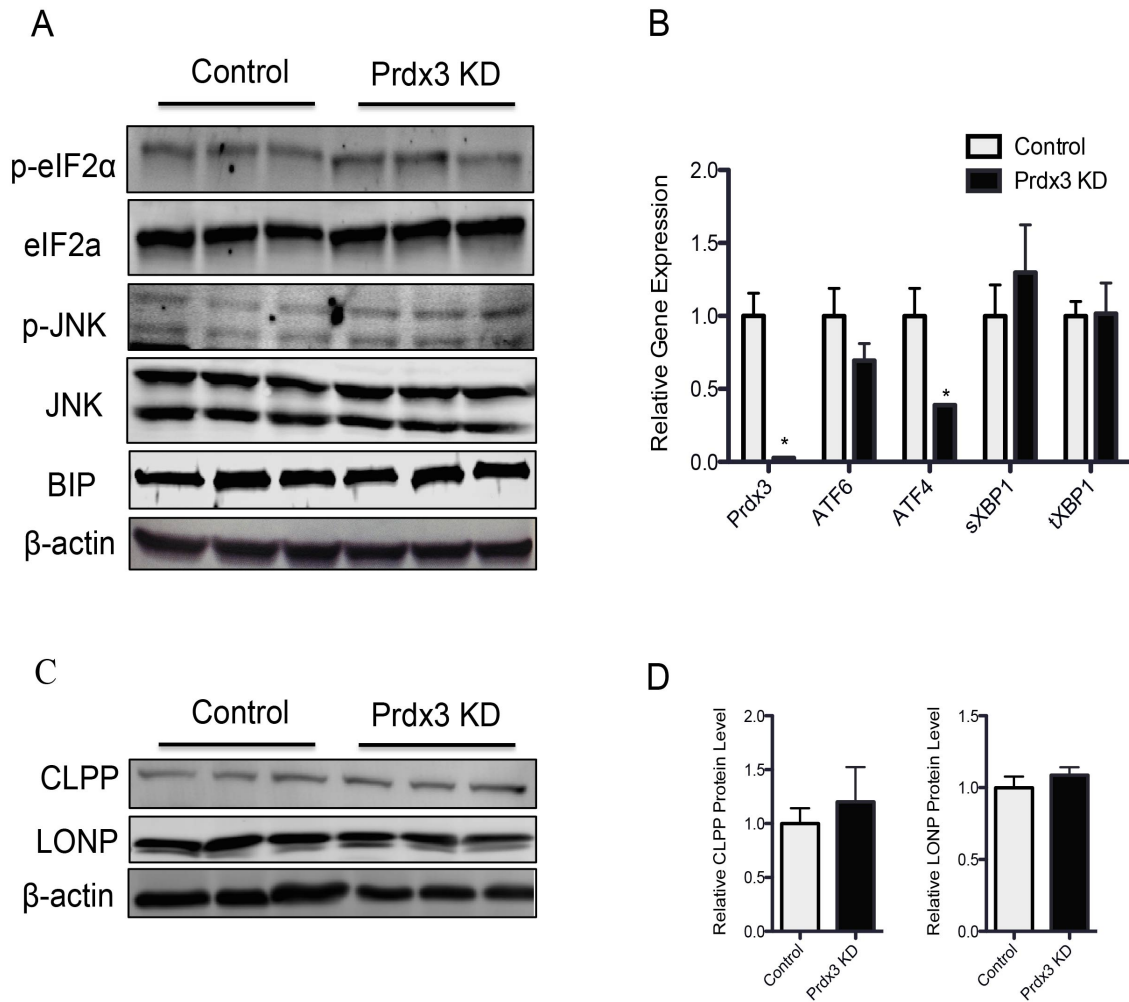 A
Control Prdx3 KD
p-eIF2α
eIF2a
p-JNK
JNK
BIP
β-actin
B
Control
Prdx3 KD
Relative Gene Expression
2.0
1.5
1.0
0.5
0.0
*
*
Prdx3 ATF6 ATF4 sXBP1 tXBP1
C
Control Prdx3 KD
CLPP
LONP
β-actin
D
Relative CLPP Protein Level
2.0
1.5
1.0
0.5
0.0
Control Prdx3 KD
Relative LONP Protein Level
1.5
1.0
0.5
0.0
Control Prdx3 KD